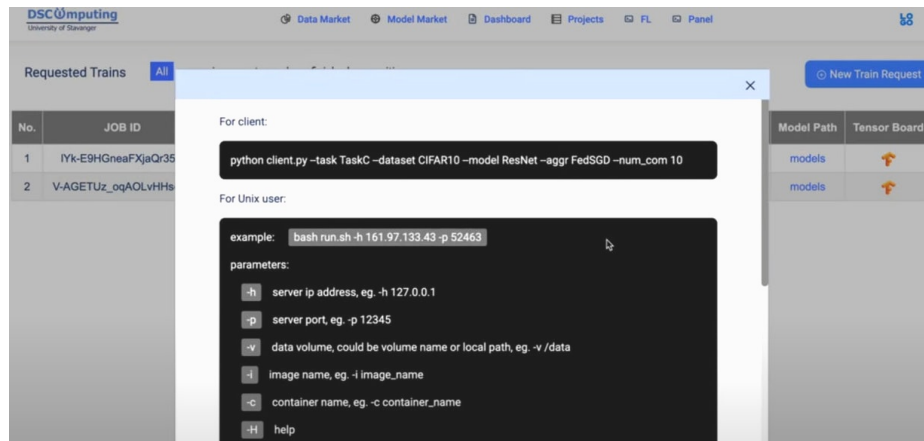 DSCOmputing
University of Stavanger
Data Market
Model Market
Dashboard
Projects
FL
Panel
Requested Trains
All
New Train Request
No.
JOB ID
Model Path
Tensor Board
1
IYk-E9HGneaFXjaQr35
models
2
V-AGETUz_oqAOLvHHs
models
For client:
python client.py --task TaskC --dataset CIFAR10 --model ResNet --aggr FedSGD --num_com 10
For Unix user:
example: bash run.sh -h 161.97.133.43 -p 52463
parameters:
-h server ip address, eg. -h 127.0.0.1
-p server port, eg. -p 12345
-v data volume, could be volume name or local path, eg. -v /data
-i image name, eg. -i image_name
-c container name, eg. -c container_name
-H help